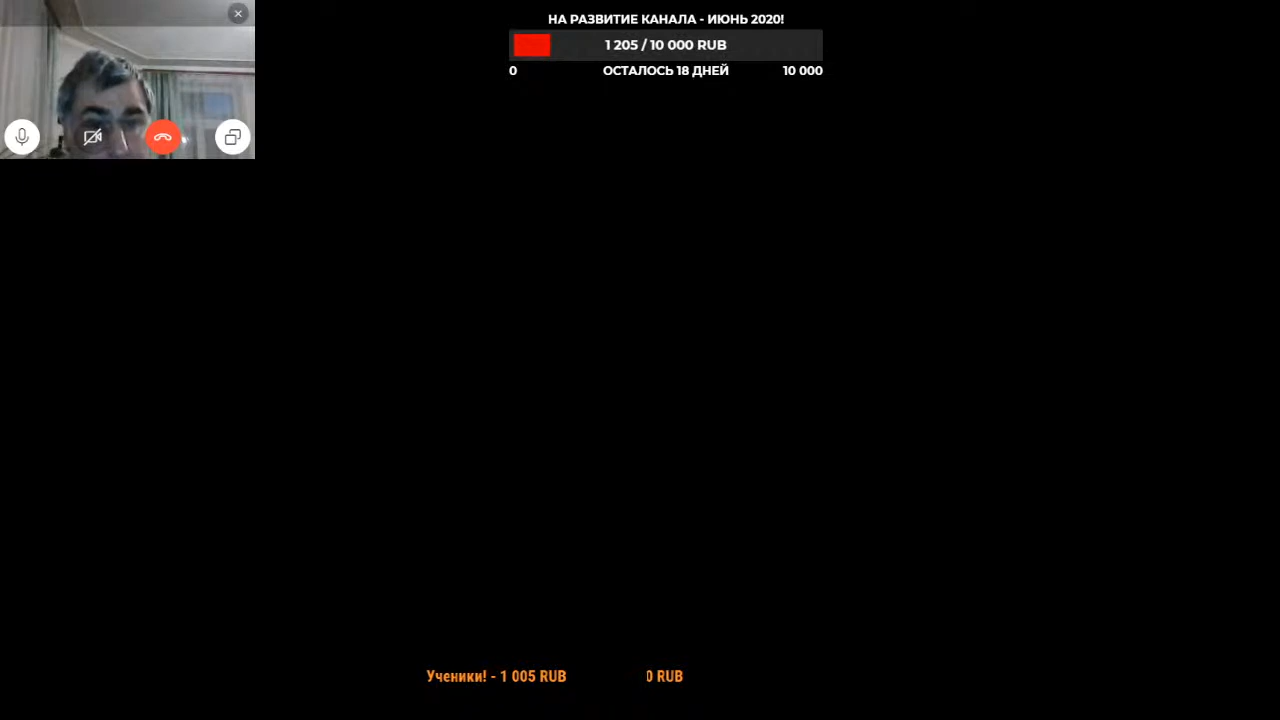 НА РАЗВИТИЕ КАНАЛА - ИЮНЬ 2020!
1 205 / 10 000 RUB
0 ОСТАЛОСЬ 18 ДНЕЙ 10 000
Ученики! - 1 005 RUB 0 RUB